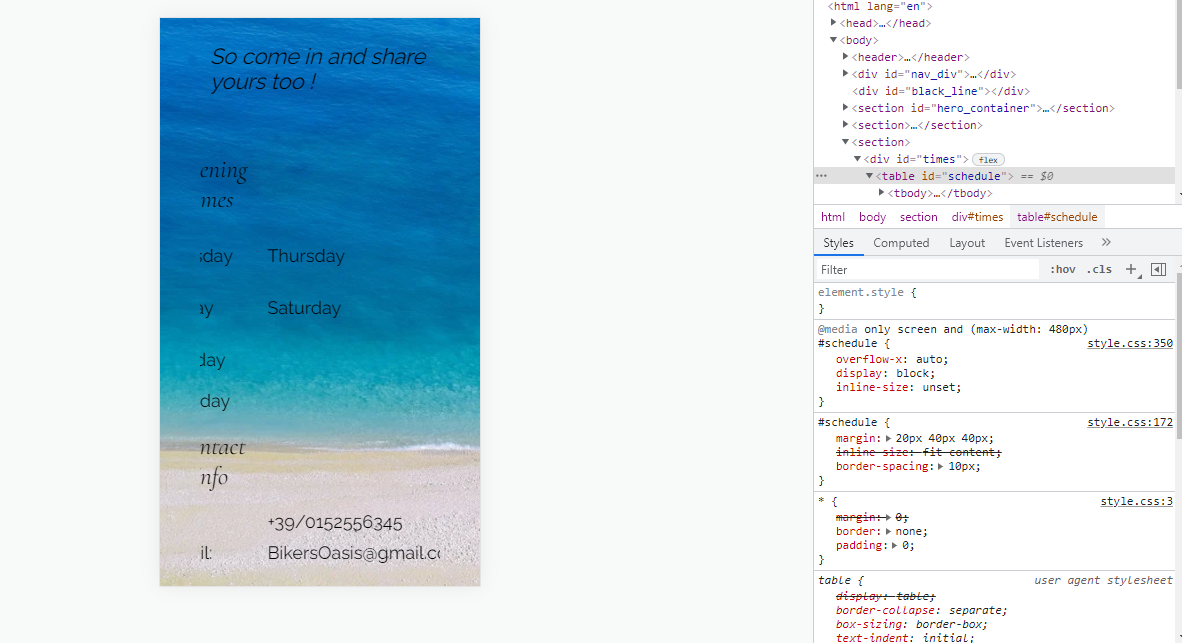 So come in and share
yours too !
ening
mes
day Thursday
ay Saturday
day
day
ntact
nfo
+39/0152556345
il: BikersOasis@gmail.co
<html lang="en">
▶<head>…</head>
▼<body>
▶<header>…</header>
▶<div id="nav_div">…</div>
<div id="black_line"></div>
▶<section id="hero_container">…</section>
▶<section>…</section>
▼<section>
▼<div id="times"> flex
••• ▼<table id="schedule"> == $0
▶<tbody>…</tbody>
html body section div#times table#schedule
Styles Computed Layout Event Listeners »
Filter :hov .cls +
element.style {
}
@media only screen and (max-width: 480px)
#schedule { style.css:350
overflow-x: auto;
display: block;
inline-size: unset;
}
#schedule { style.css:172
margin: ▶ 20px 40px 40px;
inline-size: fit-content;
border-spacing: ▶ 10px;
}
* { style.css:3
margin: ▶ 0;
border: ▶ none;
padding: ▶ 0;
}
table { user agent stylesheet
display: table;
border-collapse: separate;
box-sizing: border-box;
text-indent: initial;